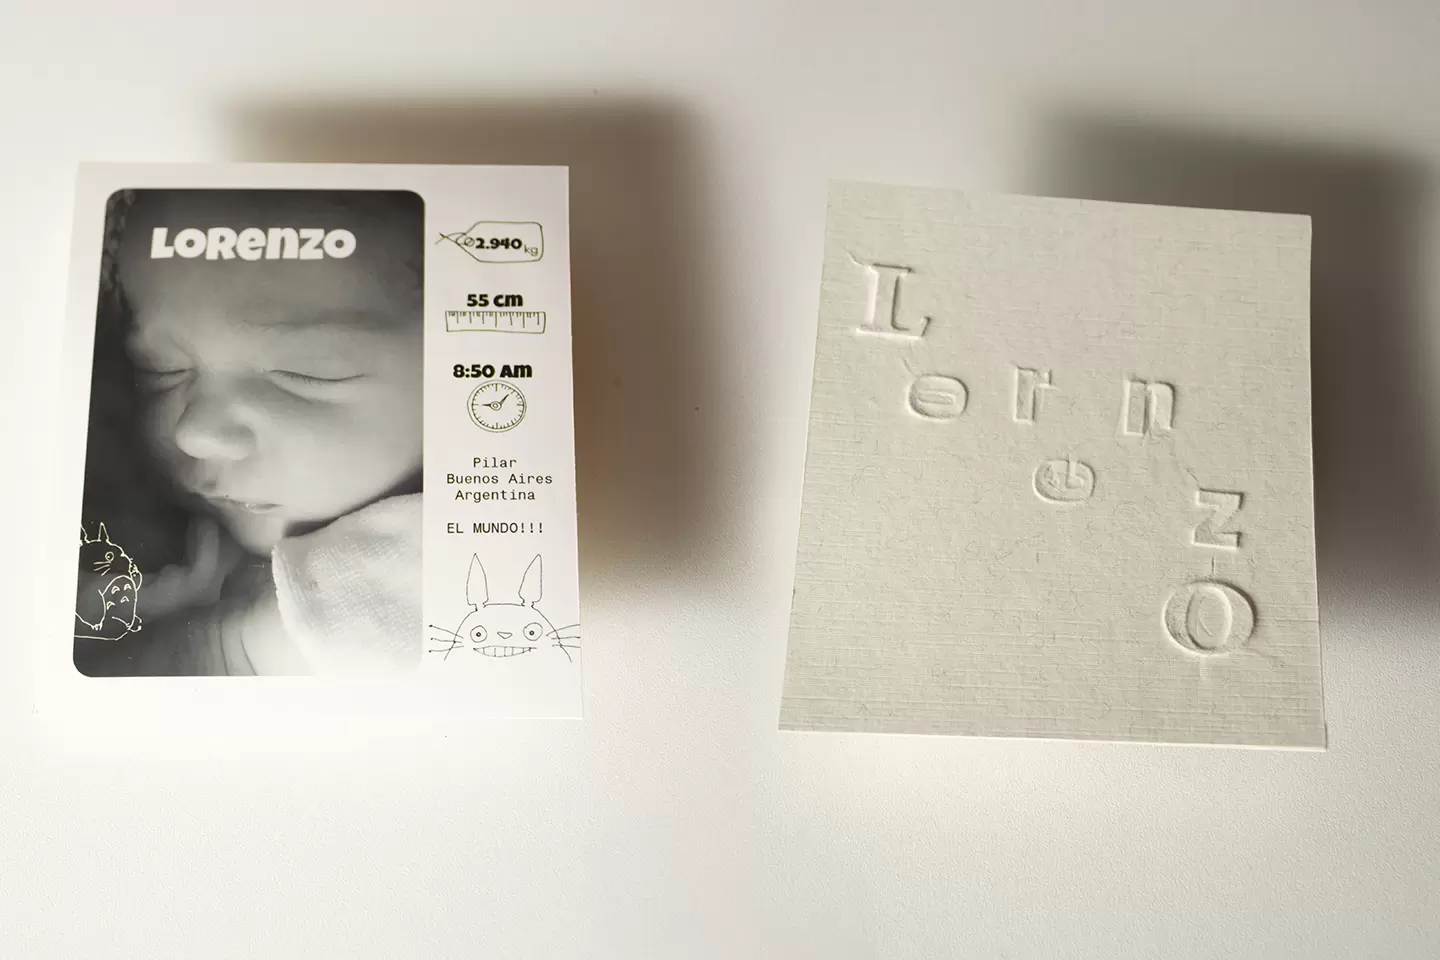 LORENZO
2.940 kg
55 cm
8:50 AM
Pilar
Buenos Aires
Argentina
EL MUNDO!!!
L
o r n
e
z
O